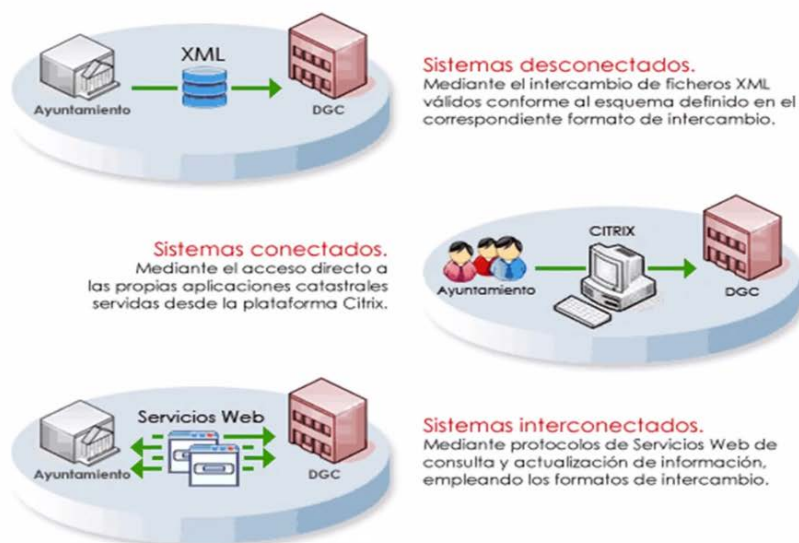 XML
Ayuntamiento
DGC
Sistemas desconectados.
Mediante el intercambio de ficheros XML
válidos conforme al esquema definido en el
correspondiente formato de intercambio.
Sistemas conectados.
Mediante el acceso directo a
las propias aplicaciones catastrales
servidas desde la plataforma Citrix.
CITRIX
Ayuntamiento
DGC
Servicios Web
Ayuntamiento
DGC
Sistemas interconectados.
Mediante protocolos de Servicios Web de
consulta y actualización de información,
empleando los formatos de intercambio.